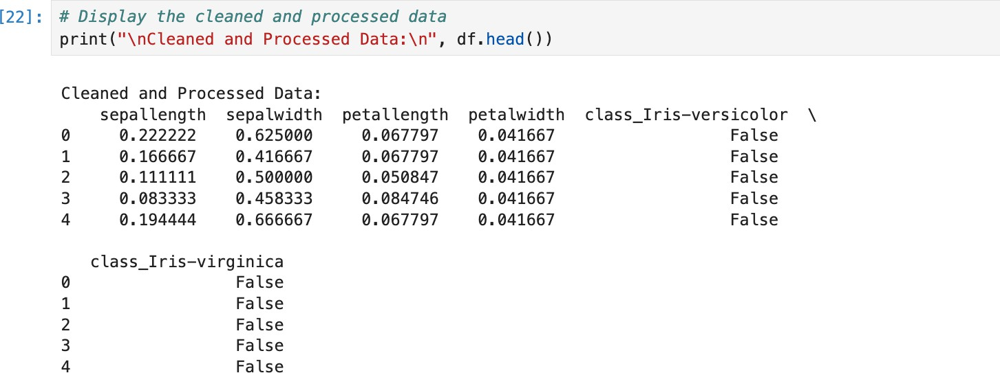 [22]: # Display the cleaned and processed data
print("\nCleaned and Processed Data:\n", df.head())
Cleaned and Processed Data:
sepallength sepalwidth petallength petalwidth class_Iris-versicolor \
0 0.222222 0.625000 0.067797 0.041667 False
1 0.166667 0.416667 0.067797 0.041667 False
2 0.111111 0.500000 0.050847 0.041667 False
3 0.083333 0.458333 0.084746 0.041667 False
4 0.194444 0.666667 0.067797 0.041667 False
class_Iris-virginica
0 False
1 False
2 False
3 False
4 False